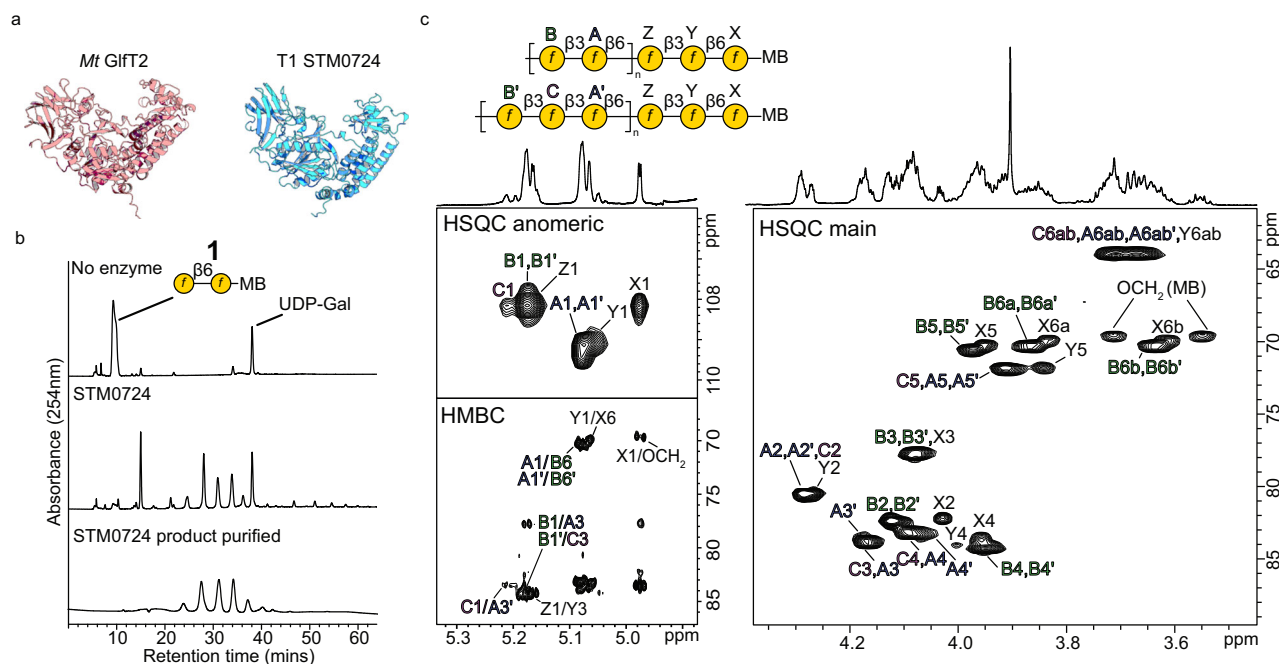 a
Mt GlfT2
T1 STM0724
b
1
No enzyme
β6
f f MB
UDP-Gal
STM0724
STM0724 product purified
Absorbance (254nm)
10 20 30 40 50 60
Retention time (mins)
c
B A Z Y X
β3 β6 β3 β6
f f n f f f MB
B' C A' Z Y X
β3 β3 β6 β3 β6
f f f n f f f MB
HSQC anomeric
B1,B1'
Z1
C1
A1,A1'
Y1
X1
ppm
108
110
HMBC
Y1/X6
A1/B6
A1'/B6'
X1/OCH2
B1/A3
B1'/C3
C1/A3'
Z1/Y3
70
75
80
85
5.3 5.2 5.1 5.0 ppm
HSQC main
C6ab,A6ab,A6ab',Y6ab
OCH2 (MB)
B6a,B6a'
X6a
X6b
B5,B5'
X5
Y5
B6b,B6b'
C5,A5,A5'
B3,B3',X3
A2,A2',C2
Y2
A3'
B2,B2'
X2
Y4
X4
C3,A3
C4,A4
A4'
B4,B4'
ppm
65
70
75
80
85
4.2 4.0 3.8 3.6 ppm